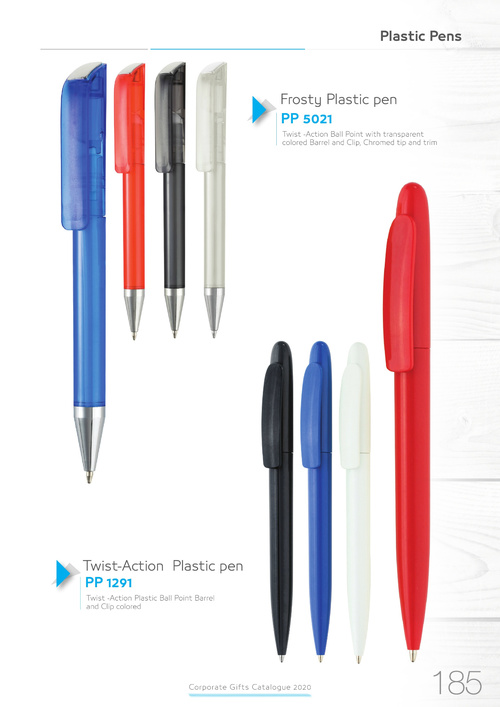 Plastic Pens
Frosty Plastic pen
PP 5021
Twist -Action Ball Point with transparent
colored Barrel and Clip, Chromed tip and trim
Twist-Action Plastic pen
PP 1291
Twist -Action Plastic Ball Point Barrel
and Clip colored
Corporate Gifts Catalogue 2020
185